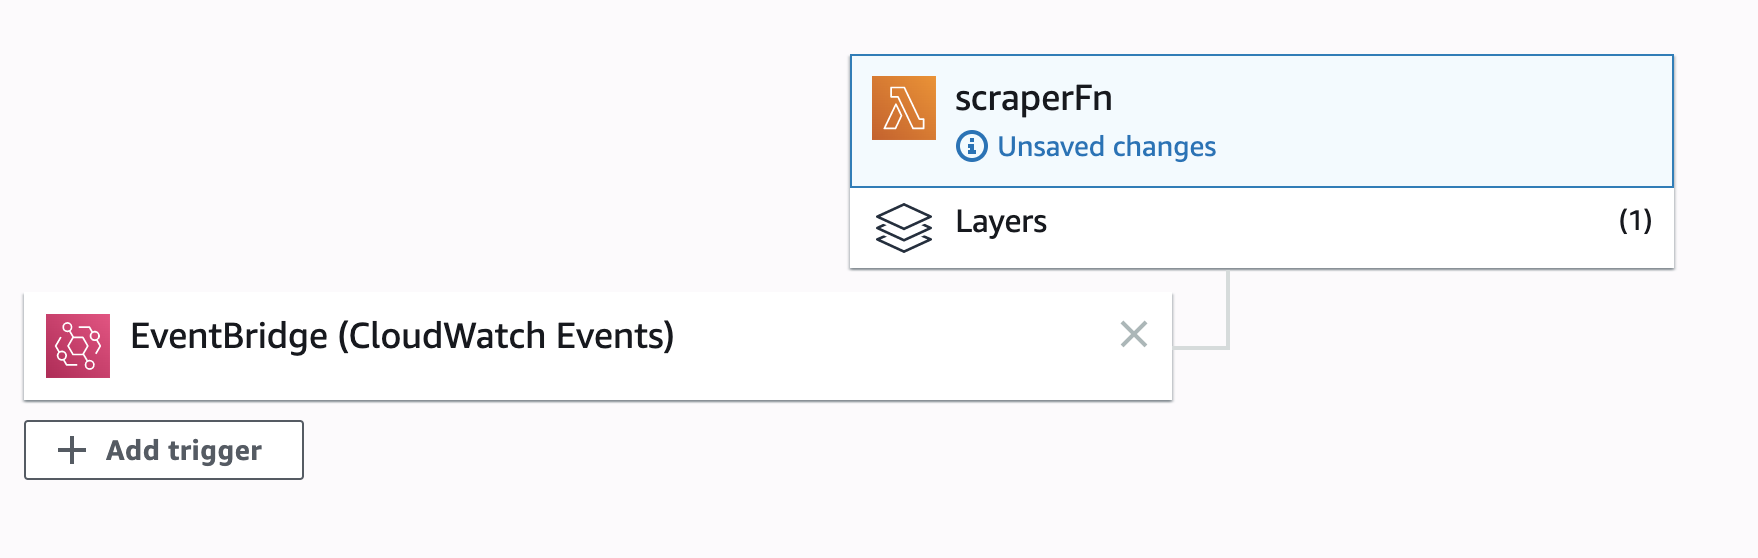 scraperFn
Unsaved changes
Layers (1)
EventBridge (CloudWatch Events)
Add trigger